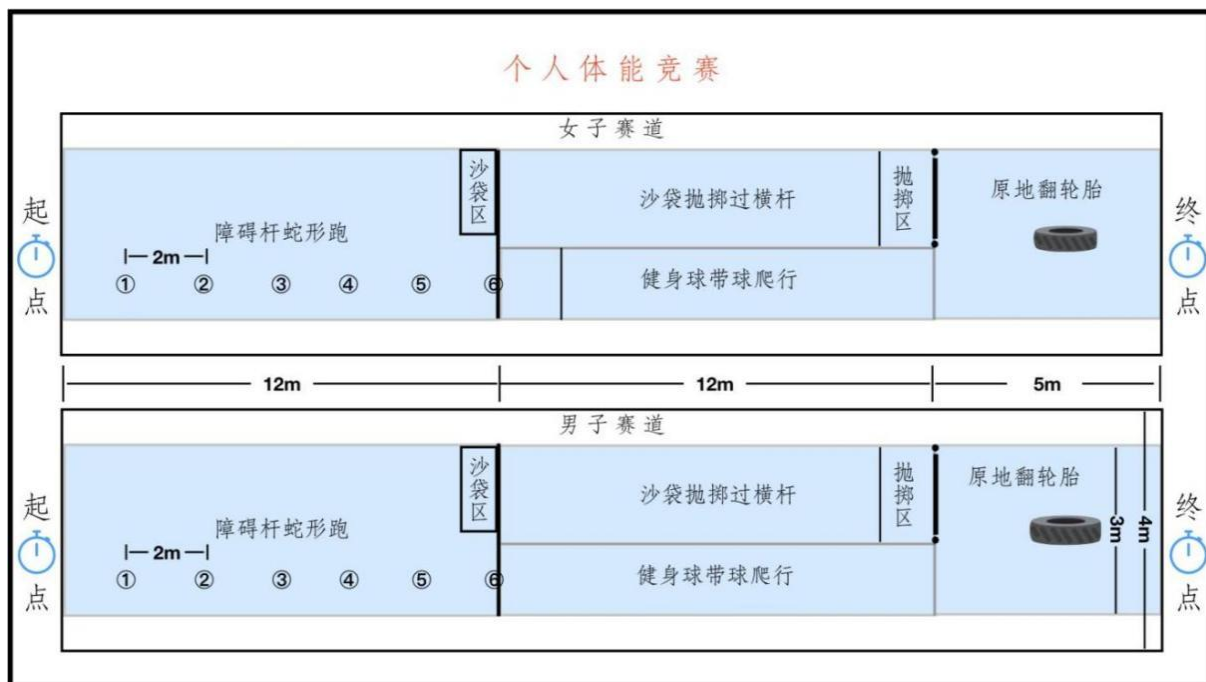 个人体能竞赛
女子赛道
起
点
沙袋区
障碍杆蛇形跑
2m
① ② ③ ④ ⑤ ⑥
沙袋抛掷过横杆
抛掷区
健身球带球爬行
原地翻轮胎
终
点
12m 12m 5m
男子赛道
起
点
沙袋区
障碍杆蛇形跑
2m
① ② ③ ④ ⑤ ⑥
沙袋抛掷过横杆
抛掷区
健身球带球爬行
原地翻轮胎
3m
4m
终
点